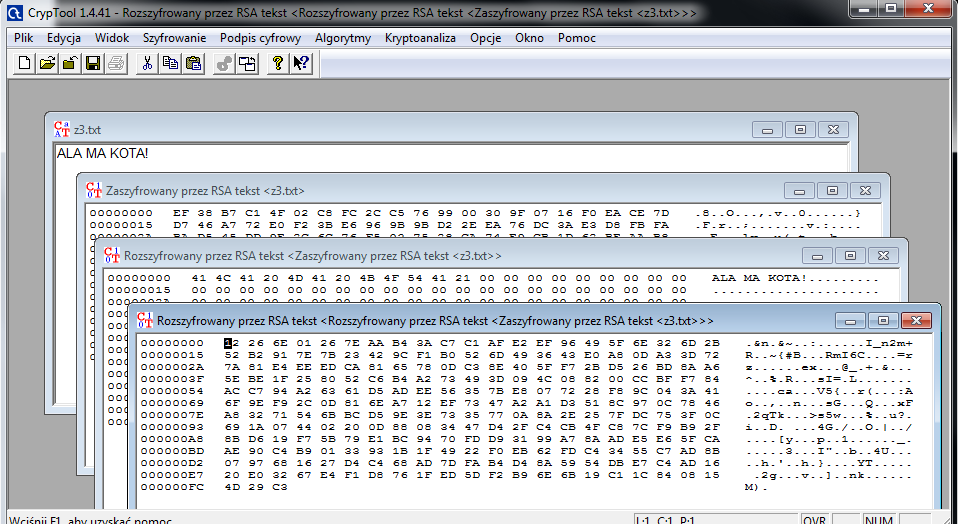 CrypTool 1.4.41 - Rozszyfrowany przez RSA tekst <Rozszyfrowany przez RSA tekst <Zaszyfrowany przez RSA tekst <z3.txt>>>
Plik Edycja Widok Szyfrowanie Podpis cyfrowy Algorytmy Kryptoanaliza Opcje Okno Pomoc
z3.txt
ALA MA KOTA!
Zaszyfrowany przez RSA tekst <z3.txt>
00000000 EF 38 B7 C1 4F 02 C8 FC 2C C5 76 99 00 30 9F 07 16 F0 EA CE 7D .8..O...,.v..0......}
00000015 D7 46 A7 72 E0 F2 3B E6 96 9B 9B D2 2E EA 76 DC 3A E3 D8 FB FA .F.r..;.......v.:....
Rozszyfrowany przez RSA tekst <Zaszyfrowany przez RSA tekst <z3.txt>>
00000000 41 4C 41 20 4D 41 20 4B 4F 54 41 21 00 00 00 00 00 00 00 00 00 ALA MA KOTA!.........
00000015 00 00 00 00 00 00 00 00 00 00 00 00 00 00 00 00 00 00 00 00 00 .....................
Rozszyfrowany przez RSA tekst <Rozszyfrowany przez RSA tekst <Zaszyfrowany przez RSA tekst <z3.txt>>>
00000000 12 26 6E 01 26 7E AA B4 3A C7 C1 AF E2 EF 96 49 5F 6E 32 6D 2B .&n.&~..:......I_n2m+
00000015 52 B2 91 7E 7B 23 42 9C F1 B0 52 6D 49 36 43 E0 A8 0D A3 3D 72 R..~{#B...RmI6C....=r
0000002A 7A 81 E4 EE ED CA 81 65 78 0D C3 8E 40 5F F7 2B D5 26 BD 8A A6 z......ex...@_.+.&...
0000003F 5E BE 1F 25 80 52 C6 B4 A2 73 49 3D 09 4C 08 82 00 CC BF F7 84 ^..%.R...sI=.L.......
00000054 AC C7 94 A2 63 61 D5 AD EE 56 35 7B E8 07 72 28 F8 9C 04 3A 41 ....ca...V5{..r(...:A
00000069 6F 9E F9 2C 0D 81 6E A7 12 EF 73 47 A2 A1 D3 51 8C 97 0C 78 46 o..,..n...sG...Q...xF
0000007E A8 32 71 54 6B BC D5 9E 3E 73 35 77 0A 8A 2E 25 7F DC 75 3F 0C .2qTk...>s5w...%..u?.
00000093 69 1A 07 44 02 20 0D 88 08 34 47 D4 2F C4 CB 4F C8 7C F9 B9 2F i..D. ...4G./..O.|../
000000A8 8B D6 19 F7 5B 79 E1 BC 94 70 FD D9 31 99 A7 8A AD E5 E6 5F CA ....[y...p..1......_.
000000BD AE 90 C4 B9 01 33 93 1B 1F 49 22 F0 EB 62 FD C4 34 55 C7 AD 8B .....3...I"..b..4U...
000000D2 07 97 68 16 27 D4 C4 68 AD 7D FA B4 D4 8A 59 54 DB E7 C4 AD 16 ..h.'..h.}....YT.....
000000E7 20 E0 32 67 E4 F1 D8 76 1F ED 5D F2 B9 6E 6B 19 C1 1C 84 08 15  .2g...v..]..nk......
000000FC 4D 29 C3 M).
Wciśnij F1, aby uzyskać pomoc.
L:1 C:1 P:1 OVR NUM